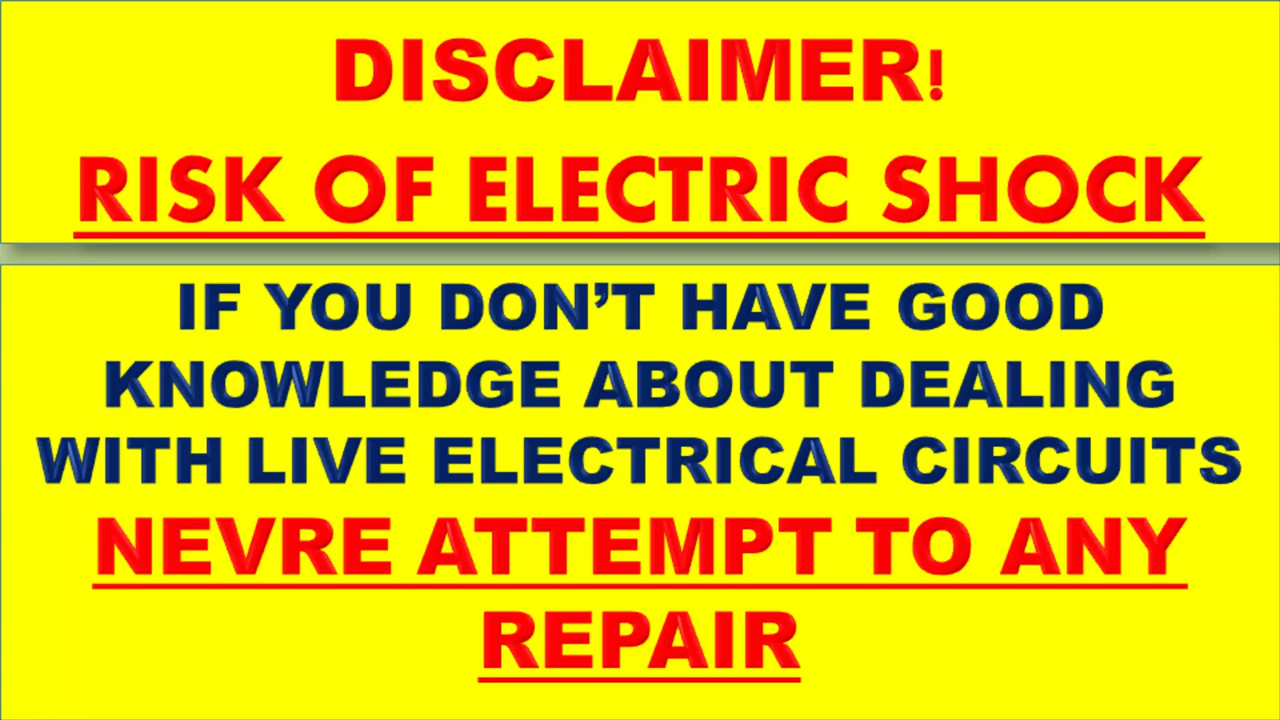 DISCLAIMER!
RISK OF ELECTRIC SHOCK
IF YOU DON’T HAVE GOOD
KNOWLEDGE ABOUT DEALING
WITH LIVE ELECTRICAL CIRCUITS
NEVRE ATTEMPT TO ANY
REPAIR